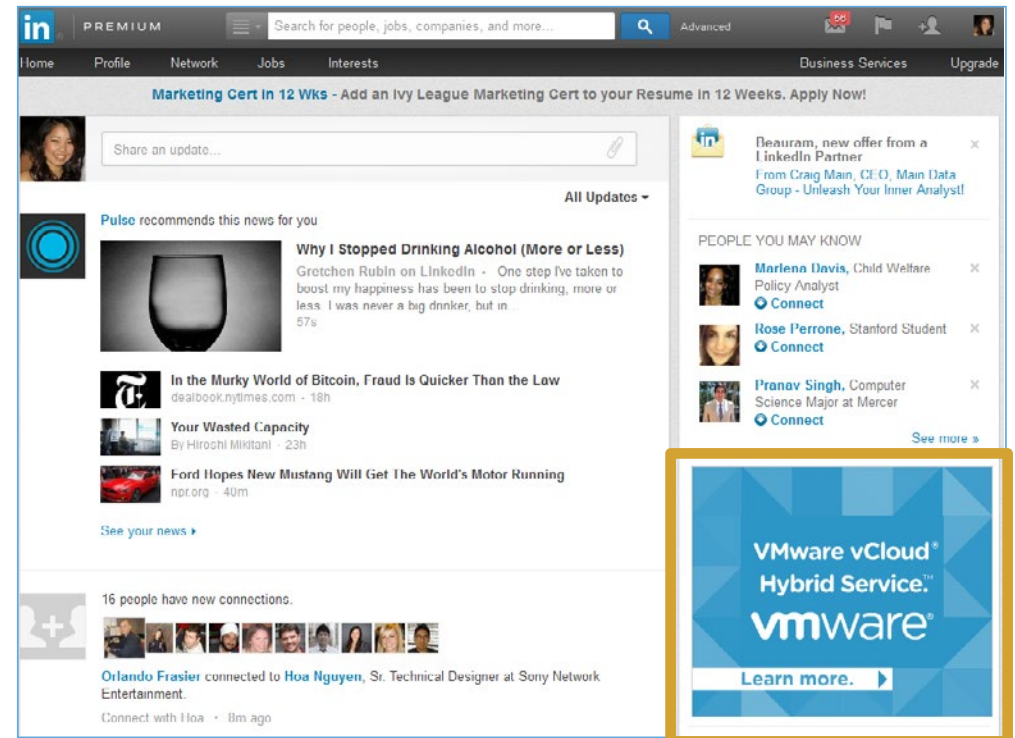 in PREMIUM
Search for people, jobs, companies, and more...
Advanced
Home Profile Network Jobs Interests Business Services Upgrade
Marketing Cert in 12 Wks - Add an Ivy League Marketing Cert to your Resume in 12 Weeks. Apply Now!
Share an update...
All Updates
Pulse recommends this news for you
Why I Stopped Drinking Alcohol (More or Less)
Gretchen Rubin on LinkedIn · One step I've taken to
boost my happiness has been to stop drinking, more or
less. I was never a big drinker, but in...
57s
In the Murky World of Bitcoin, Fraud Is Quicker Than the Law
dealbook.nytimes.com · 18h
Your Wasted Capacity
By Hiroshi Mikitani · 23h
Ford Hopes New Mustang Will Get The World's Motor Running
npr.org · 40m
See your news
16 people have new connections.
Orlando Frasier connected to Hoa Nguyen, Sr. Technical Designer at Sony Network
Entertainment.
Connect with Hoa · 8m ago
in
Beauram, new offer from a
LinkedIn Partner
From Craig Main, CEO, Main Data
Group - Unleash Your Inner Analyst!
PEOPLE YOU MAY KNOW
Marlena Davis, Child Welfare
Policy Analyst
Connect
Rose Perrone, Stanford Student
Connect
Pranav Singh, Computer
Science Major at Mercer
Connect
See more »
VMware vCloud®
Hybrid Service.™
vmware®
Learn more.